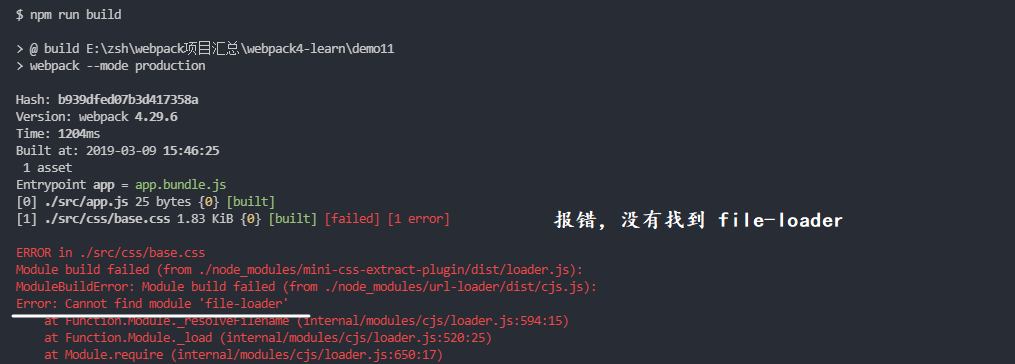 $ npm run build
> @ build E:\zsh\webpack项目汇总\webpack4-learn\demo11
> webpack --mode production
Hash: b939dfed07b3d417358a
Version: webpack 4.29.6
Time: 1204ms
Built at: 2019-03-09 15:46:25
1 asset
Entrypoint app = app.bundle.js
[0] ./src/app.js 25 bytes {0} [built]
[1] ./src/css/base.css 1.83 KiB {0} [built] [failed] [1 error]
报错，没有找到 file-loader
ERROR in ./src/css/base.css
Module build failed (from ./node_modules/mini-css-extract-plugin/dist/loader.js):
ModuleBuildError: Module build failed (from ./node_modules/url-loader/dist/cjs.js):
Error: Cannot find module 'file-loader'
at Function.Module._resolveFilename (internal/modules/cjs/loader.js:594:15)
at Function.Module._load (internal/modules/cjs/loader.js:520:25)
at Module.require (internal/modules/cjs/loader.js:650:17)